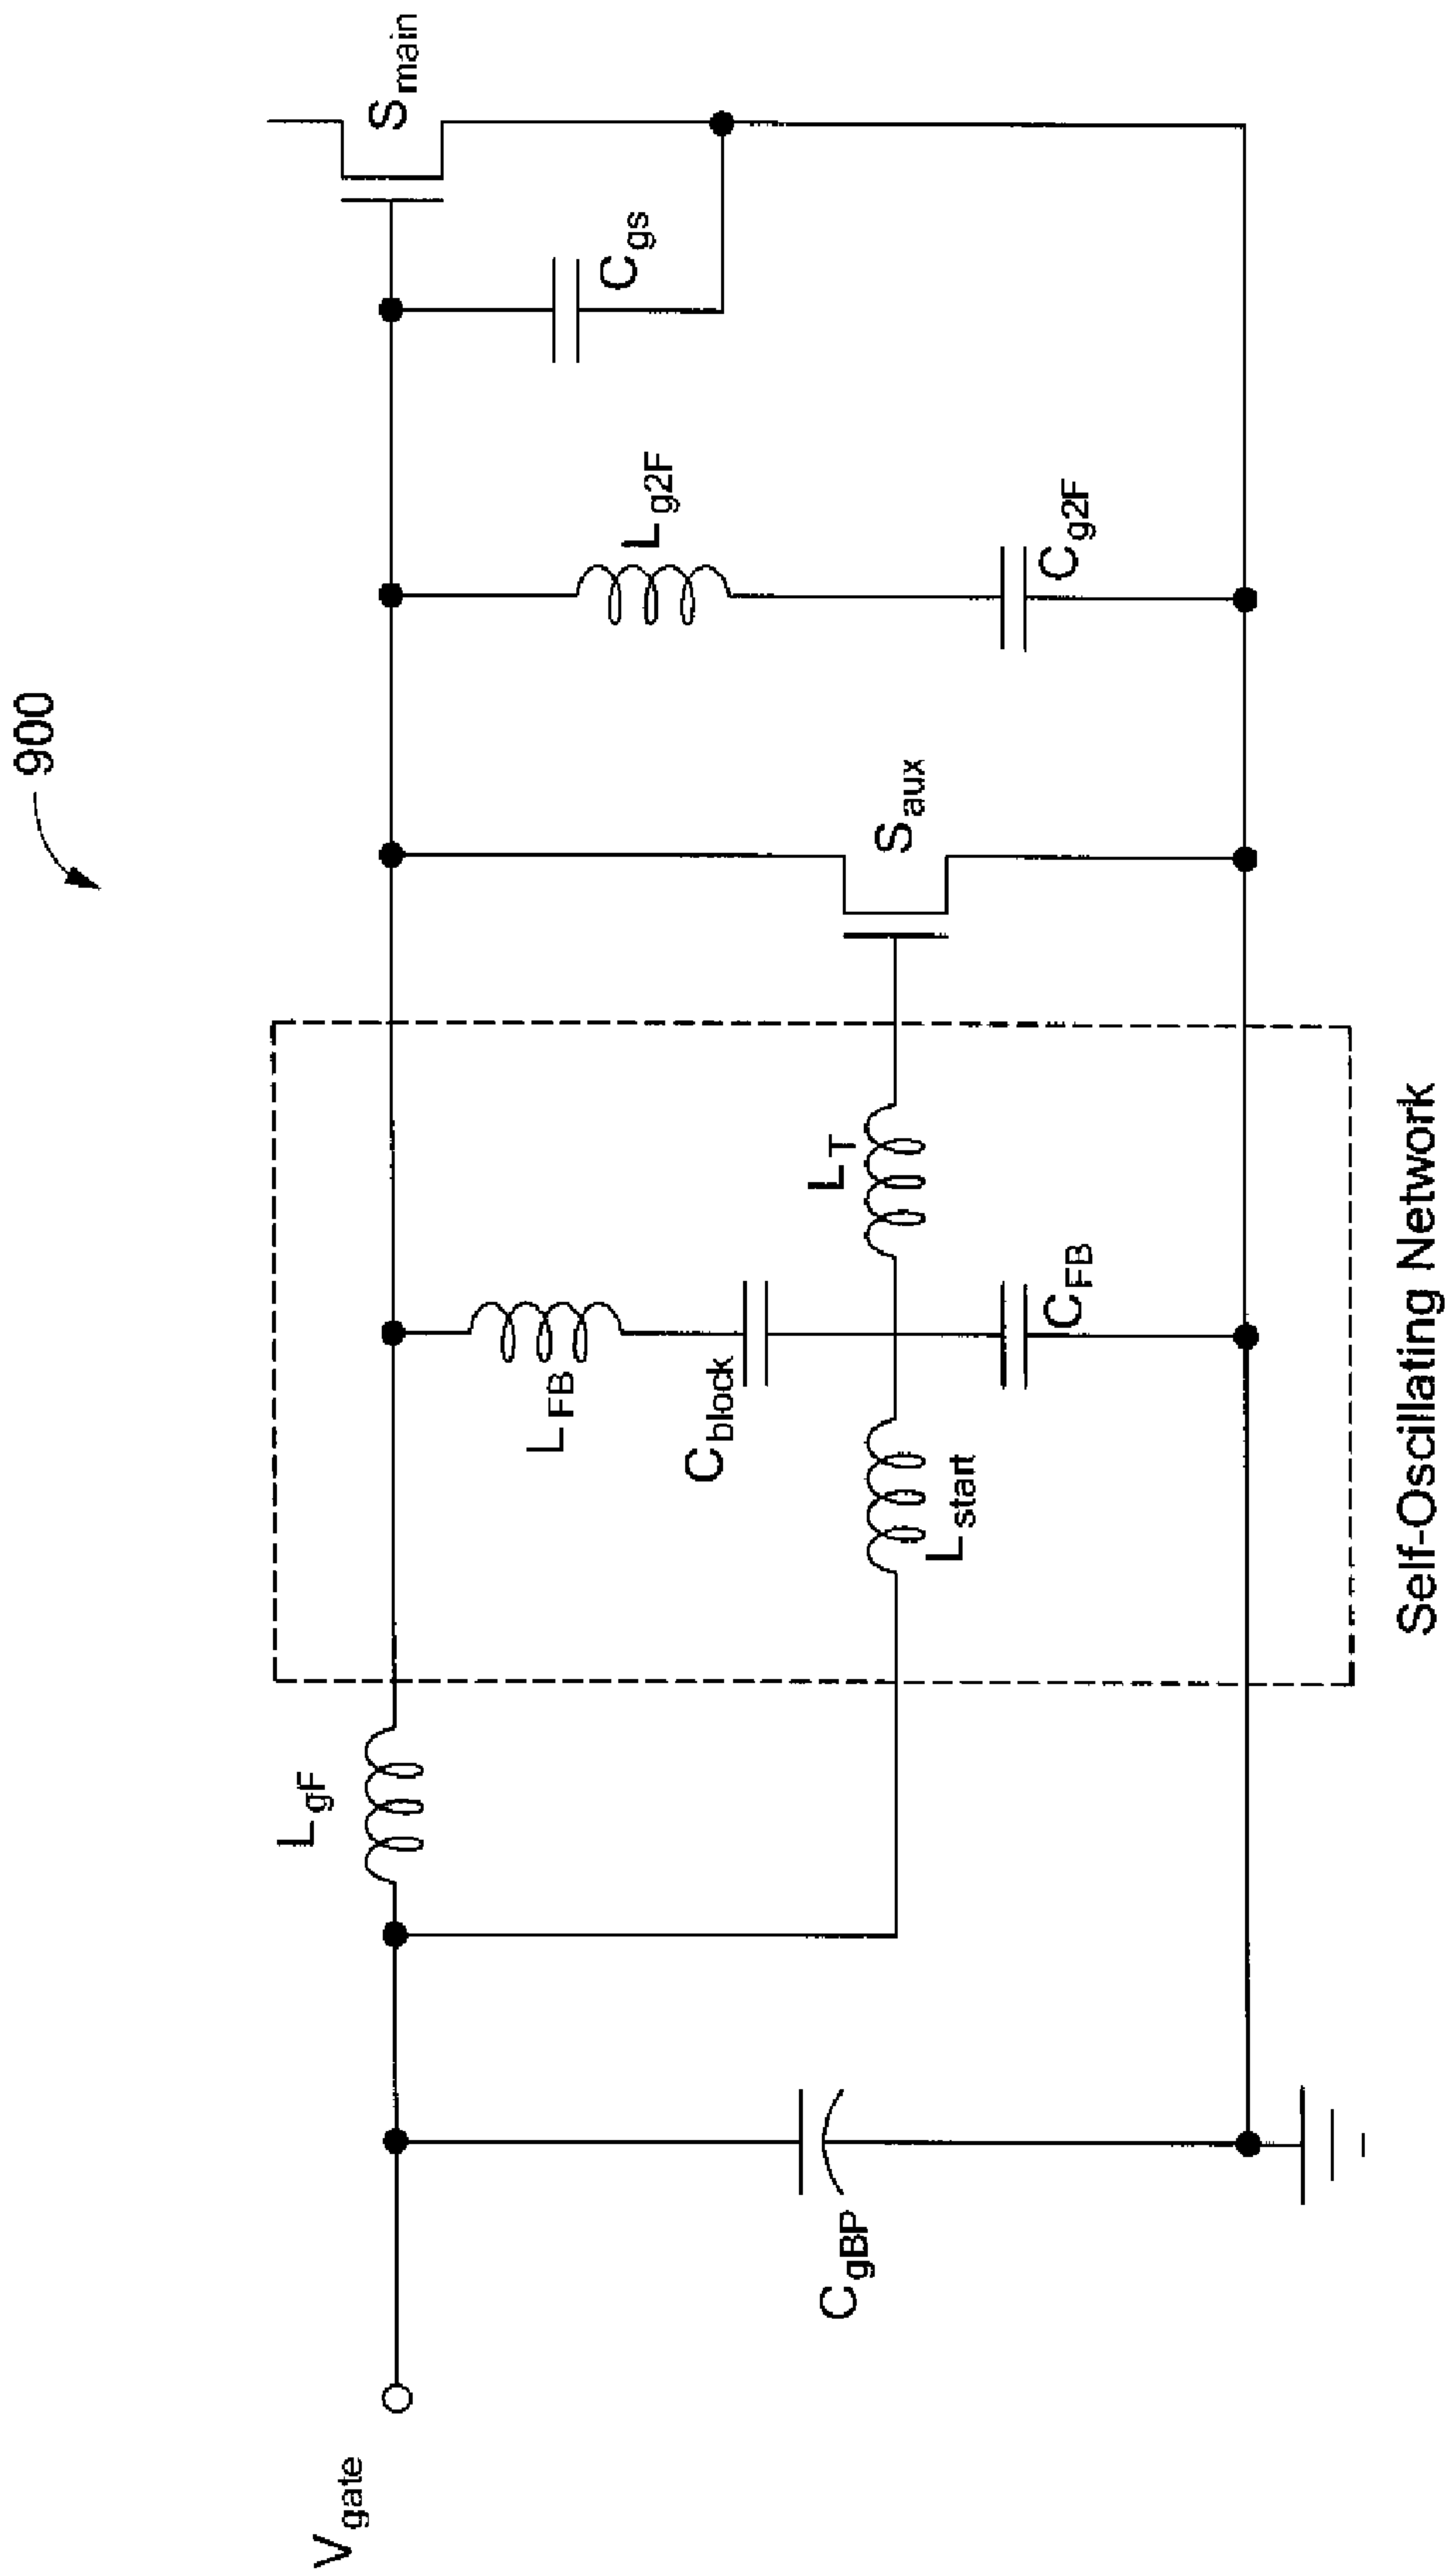 900
V_gate
L_gF
C_gBP
L_FB
C_block
L_start
L_T
C_FB
S_aux
L_g2F
C_g2F
C_gs
S_main
Self-Oscillating Network